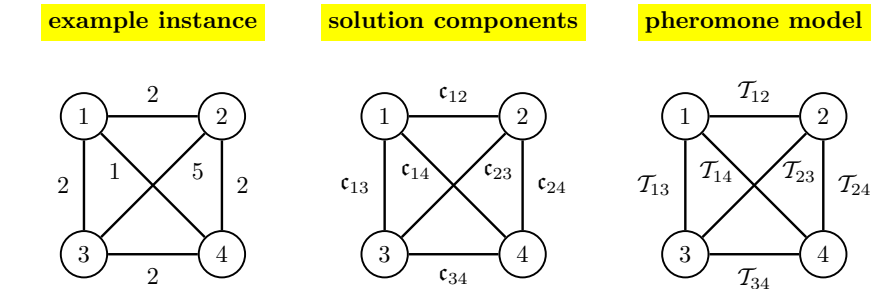 example instance solution components pheromone model
2 𝔠₁₂ 𝒯₁₂
1 2 1 2 1 2
2 1 5 2 𝔠₁₃ 𝔠₁₄ 𝔠₂₃ 𝔠₂₄ 𝒯₁₃ 𝒯₁₄ 𝒯₂₃ 𝒯₂₄
3 4 3 4 3 4
2 𝔠₃₄ 𝒯₃₄